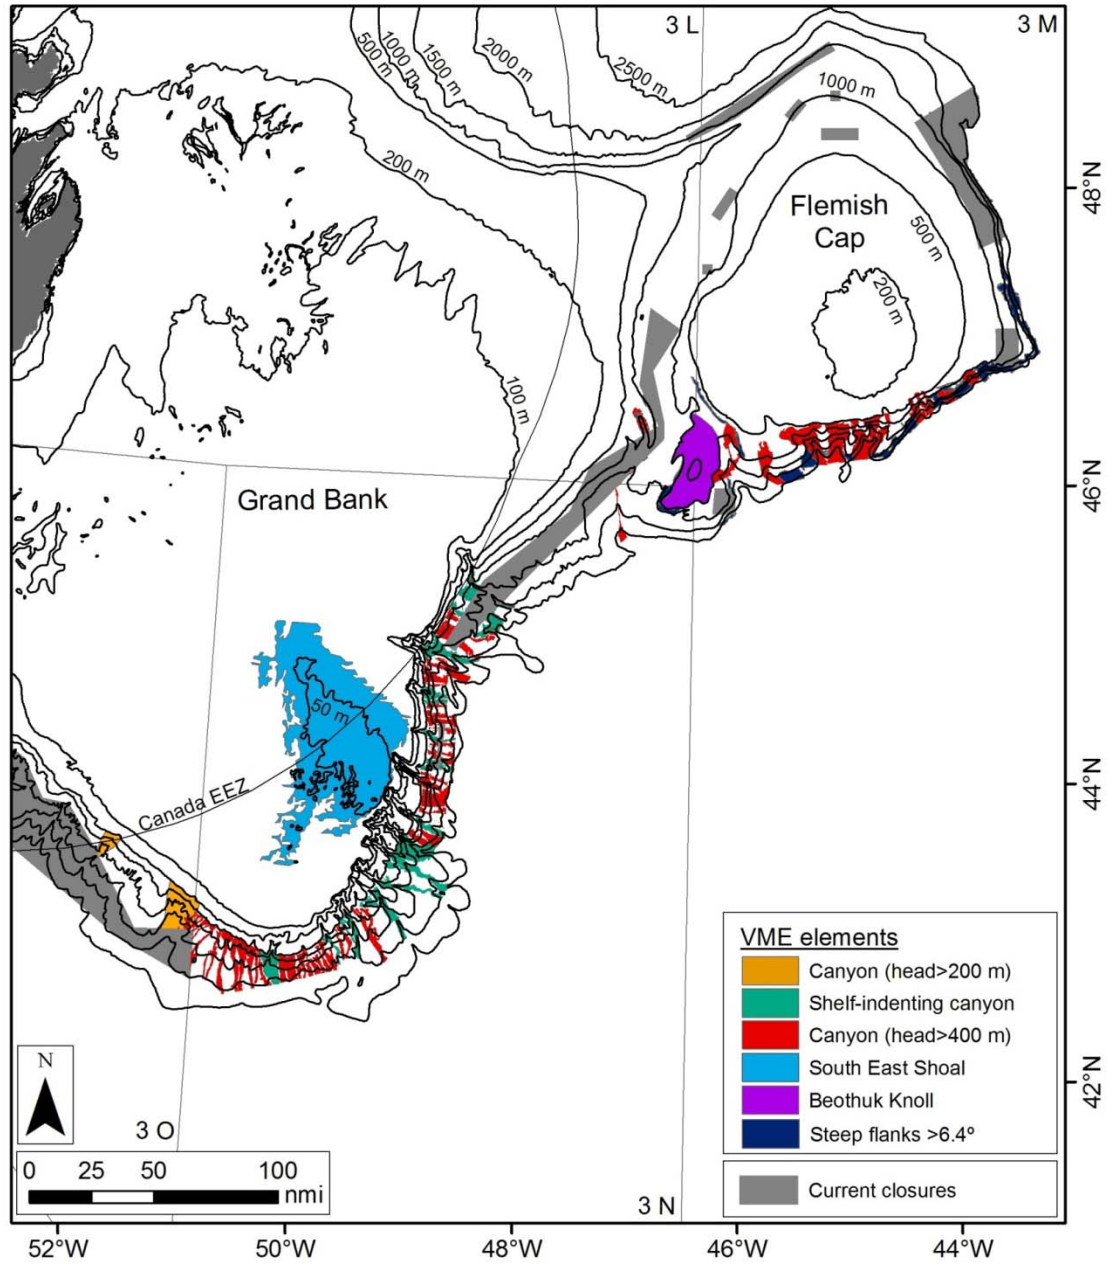 3 L
3 M
500 m
1000 m
1500 m
2000 m
2500 m
1000 m
200 m
48°N
Flemish
Cap
500 m
200 m
100 m
Grand Bank
46°N
50 m
Canada EEZ
44°N
VME elements
Canyon (head>200 m)
Shelf-indenting canyon
Canyon (head>400 m)
South East Shoal
Beothuk Knoll
Steep flanks >6.4º
Current closures
42°N
N
3 O
0 25 50 100
nmi
3 N
52°W 50°W 48°W 46°W 44°W